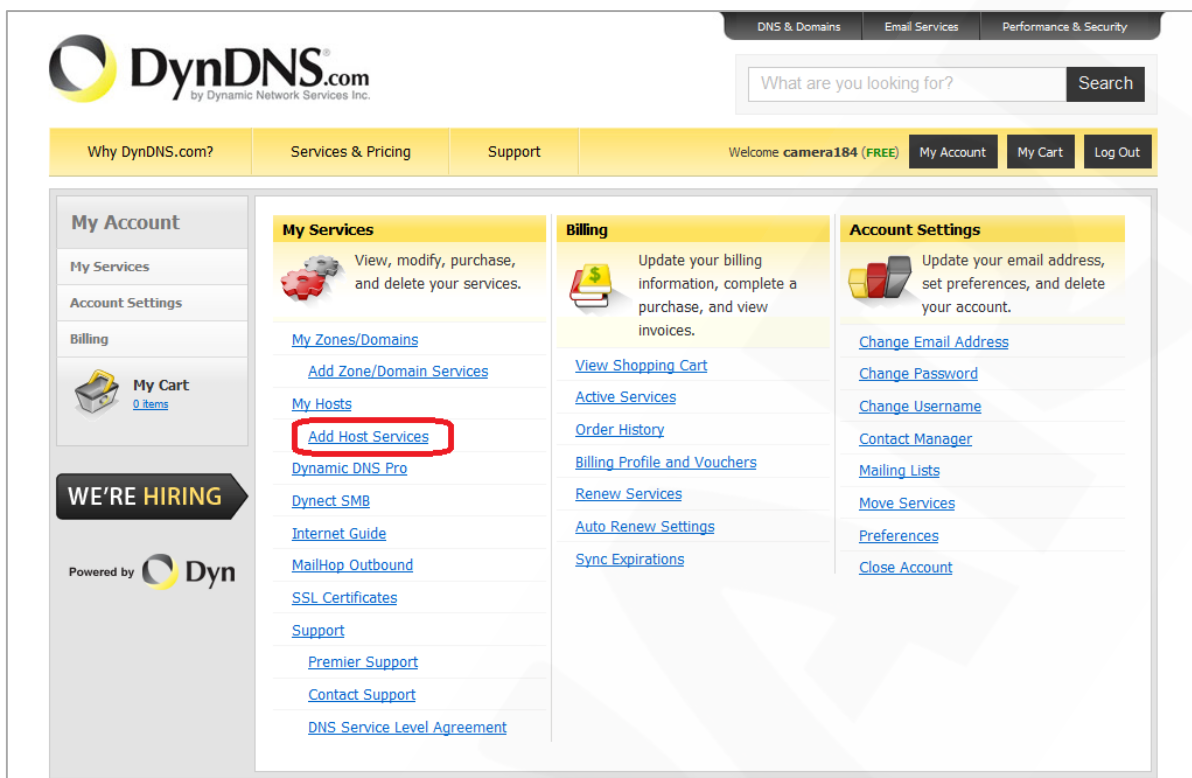 DNS & Domains
Email Services
Performance & Security
DynDNS®.com
by Dynamic Network Services Inc.
What are you looking for?
Search
Why DynDNS.com?
Services & Pricing
Support
Welcome camera184 (FREE)
My Account
My Cart
Log Out
My Account
My Services
Account Settings
Billing
My Cart
0 items
WE'RE HIRING
Powered by Dyn
My Services
View, modify, purchase,
and delete your services.
My Zones/Domains
Add Zone/Domain Services
My Hosts
Add Host Services
Dynamic DNS Pro
Dynect SMB
Internet Guide
MailHop Outbound
SSL Certificates
Support
Premier Support
Contact Support
DNS Service Level Agreement
Billing
Update your billing
information, complete a
purchase, and view
invoices.
View Shopping Cart
Active Services
Order History
Billing Profile and Vouchers
Renew Services
Auto Renew Settings
Sync Expirations
Account Settings
Update your email address,
set preferences, and delete
your account.
Change Email Address
Change Password
Change Username
Contact Manager
Mailing Lists
Move Services
Preferences
Close Account